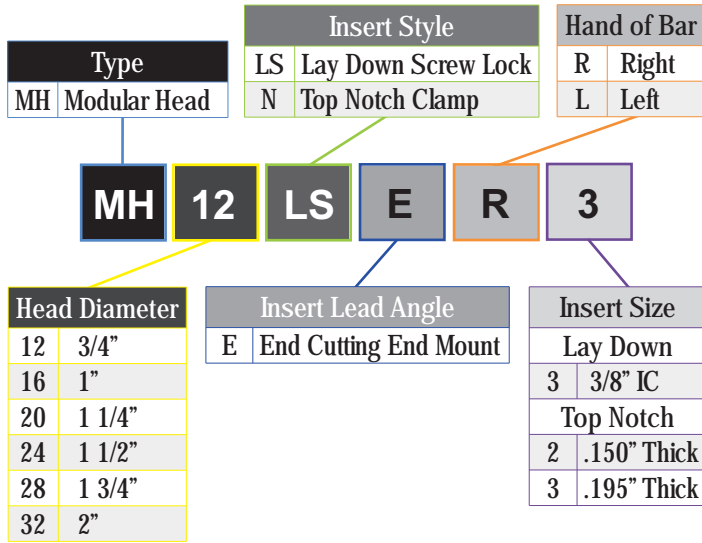 Type
MH Modular Head
Insert Style
LS Lay Down Screw Lock
N Top Notch Clamp
Hand of Bar
R Right
L Left
MH 12 LS E R 3
Head Diameter
12 3/4”
16 1”
20 1 1/4”
24 1 1/2”
28 1 3/4”
32 2”
Insert Lead Angle
E End Cutting End Mount
Insert Size
Lay Down
3 3/8” IC
Top Notch
2 .150” Thick
3 .195” Thick